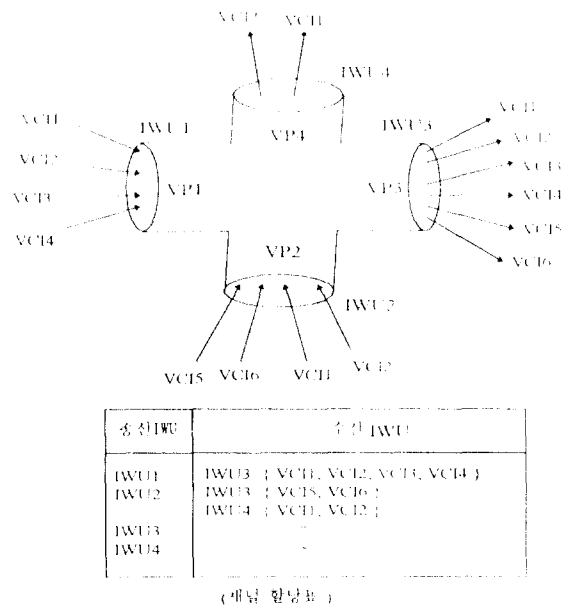 VCI2 VCI1
IWU4
VP4
VCI1 IWU1
VCI2
VP1
VCI3
VCI4
IWU3 VCI1
VCI2
VCI3
VP3 VCI4
VCI5
VCI6
VP2
IWU2
VCI5 VCI6 VCI1 VCI2
송신IWU 수신IWU
IWU1 IWU3 { VCI1, VCI2, VCI3, VCI4 }
IWU2 IWU3 { VCI5, VCI6 }
IWU4 { VCI1, VCI2 }
IWU3 -
IWU4 -
(채널 할당표 )